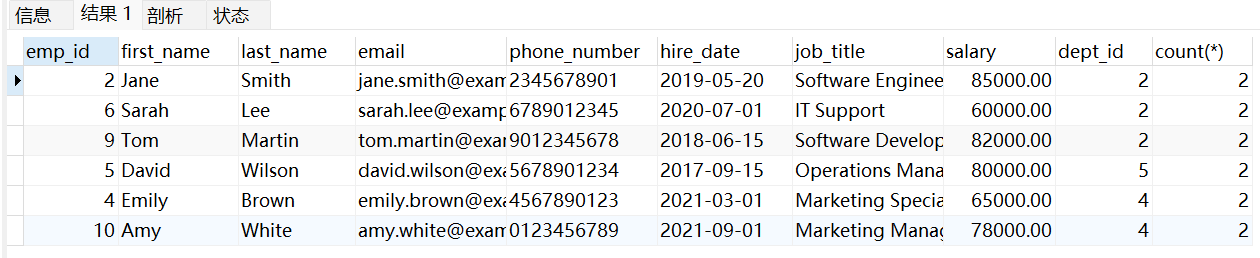 信息 结果 1 剖析 状态
emp_id first_name last_name email phone_number hire_date job_title salary dept_id count(*)
2 Jane Smith jane.smith@exam 2345678901 2019-05-20 Software Enginee 85000.00 2 2
6 Sarah Lee sarah.lee@examp 6789012345 2020-07-01 IT Support 60000.00 2 2
9 Tom Martin tom.martin@exa 9012345678 2018-06-15 Software Develop 82000.00 2 2
5 David Wilson david.wilson@exa 5678901234 2017-09-15 Operations Mana 80000.00 5 2
4 Emily Brown emily.brown@exa 4567890123 2021-03-01 Marketing Specia 65000.00 4 2
10 Amy White amy.white@exam 0123456789 2021-09-01 Marketing Manag 78000.00 4 2